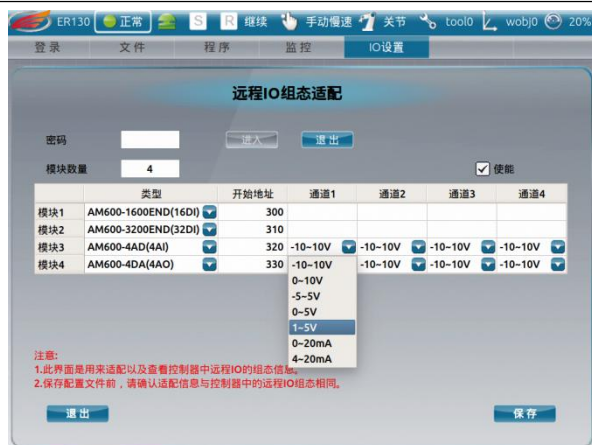 ER130 正常 S R 继续 手动慢速 关节 tool0 wobj0 20%
登录 文件 程序 监控 IO设置
远程IO组态适配
密码 进入 退出
模块数量 4 使能
类型 开始地址 通道1 通道2 通道3 通道4
模块1 AM600-1600END(16DI) 300
模块2 AM600-3200END(32DI) 310
模块3 AM600-4AD(4AI) 320 -10~10V -10~10V -10~10V -10~10V
模块4 AM600-4DA(4AO) 330 -10~10V -10~10V -10~10V -10~10V
0~10V
-5~5V
0~5V
1~5V
0~20mA
4~20mA
注意:
1.此界面是用来适配以及查看控制器中远程IO的组态信息。
2.保存配置文件前，请确认适配信息与控制器中的远程IO组态相同。
退出 保存